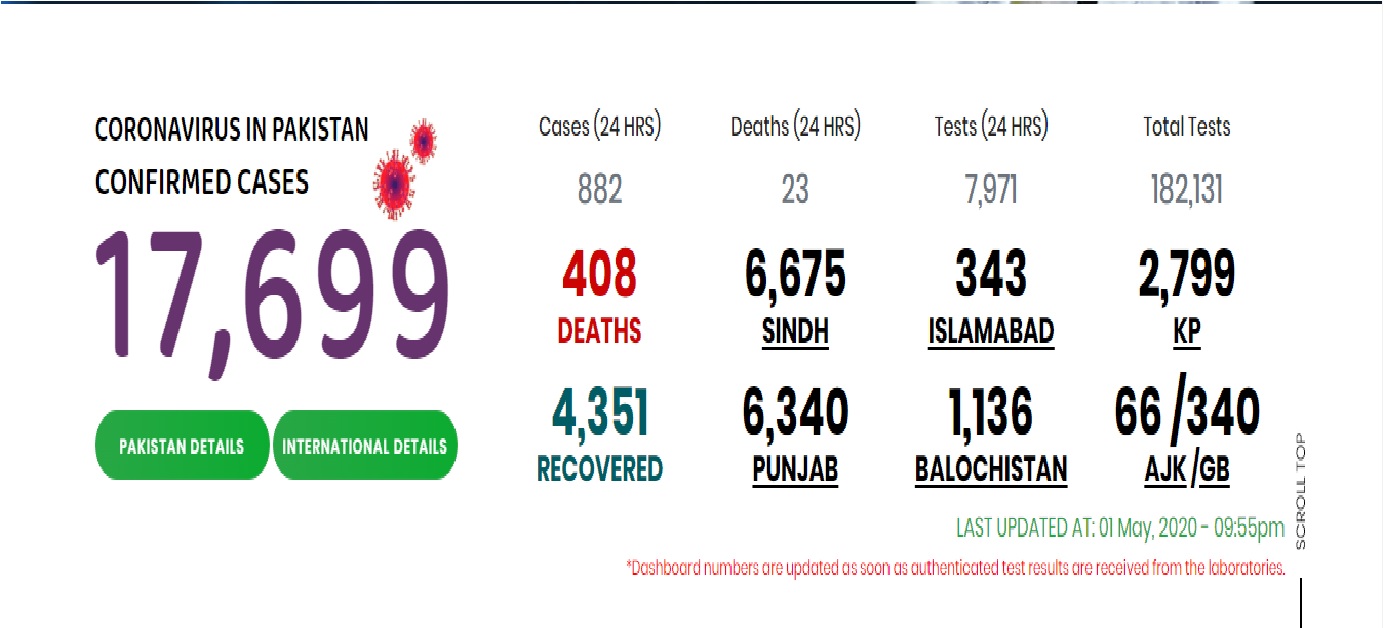 CORONAVIRUS IN PAKISTAN
CONFIRMED CASES
17,699
PAKISTAN DETAILS
INTERNATIONAL DETAILS
Cases (24 HRS)
Deaths (24 HRS)
Tests (24 HRS)
Total Tests
882
23
7,971
182,131
408
DEATHS
6,675
SINDH
343
ISLAMABAD
2,799
KP
4,351
RECOVERED
6,340
PUNJAB
1,136
BALOCHISTAN
66 /340
AJK /GB
LAST UPDATED AT: 01 May, 2020 - 09:55pm
*Dashboard numbers are updated as soon as authenticated test results are received from the laboratories.
SCROLL TOP